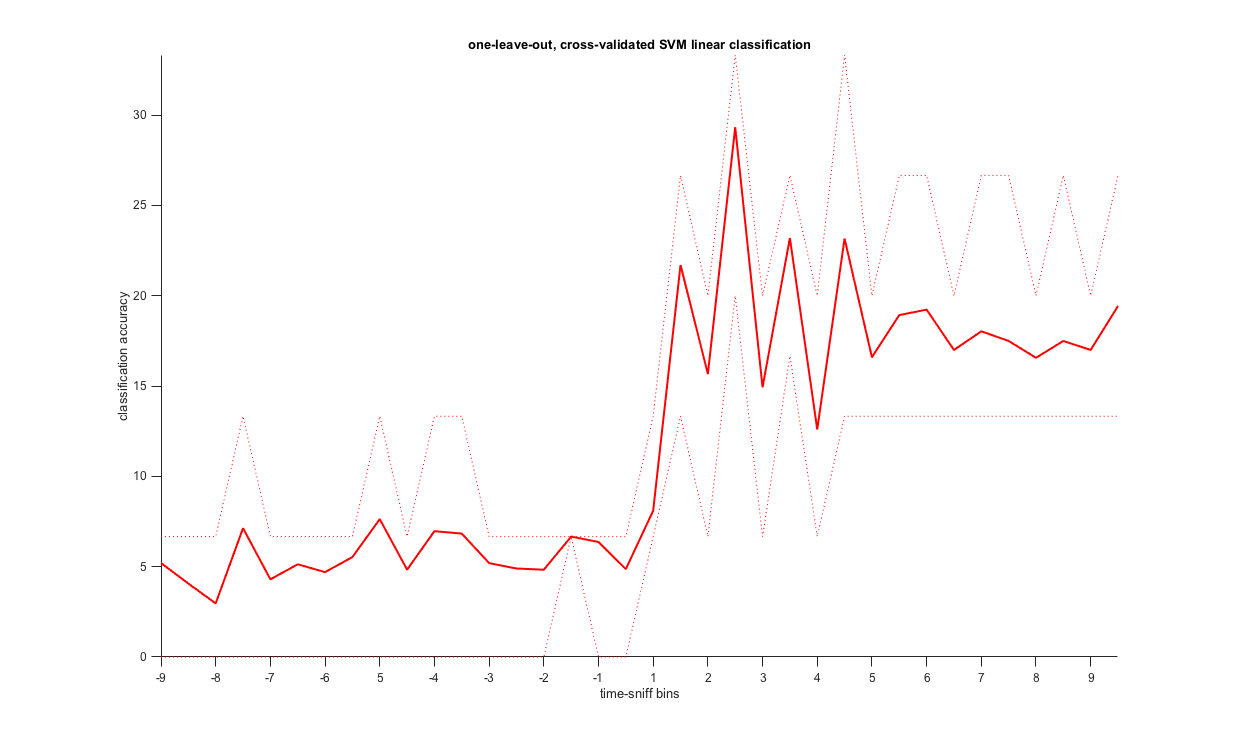 one-leave-out, cross-validated SVM linear classification
30
25
20
15
10
5
0
classification accuracy
-9 -8 -7 -6 5 -4 -3 -2 -1 1 2 3 4 5 6 7 8 9
time-sniff bins